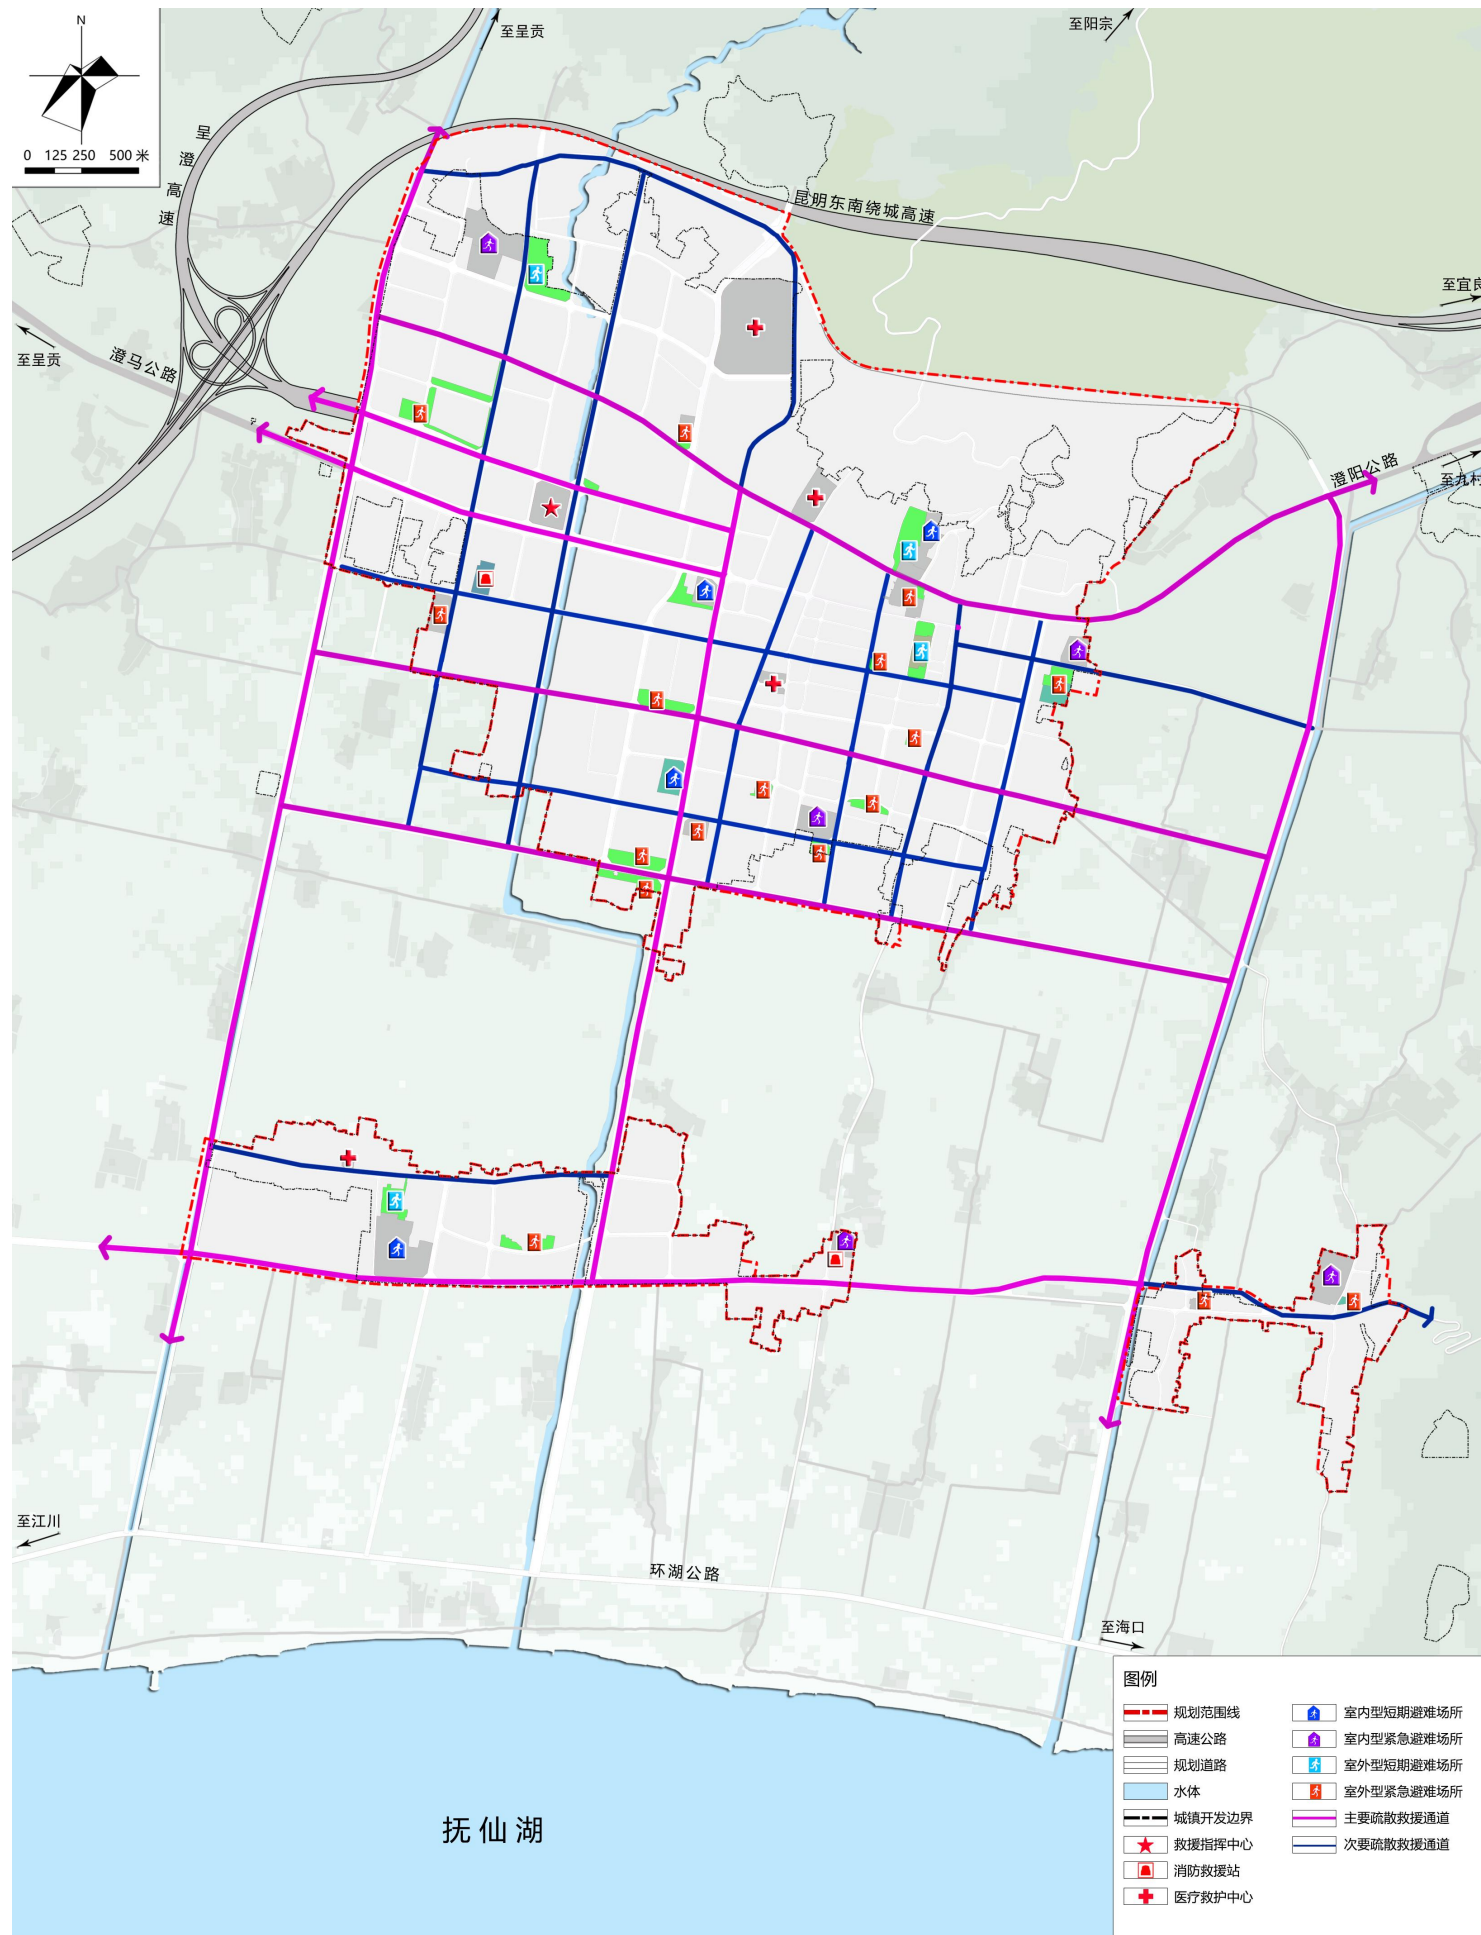 N
0 125 250 500 米
至呈贡
至阳宗
呈澄高速
昆明东南绕城高速
至宜良
至呈贡
澄马公路
澄阳公路
至九村
至江川
环湖公路
至海口
抚仙湖
图例
规划范围线
高速公路
规划道路
水体
城镇开发边界
救援指挥中心
消防救援站
医疗救护中心
室内型短期避难场所
室内型紧急避难场所
室外型短期避难场所
室外型紧急避难场所
主要疏散救援通道
次要疏散救援通道